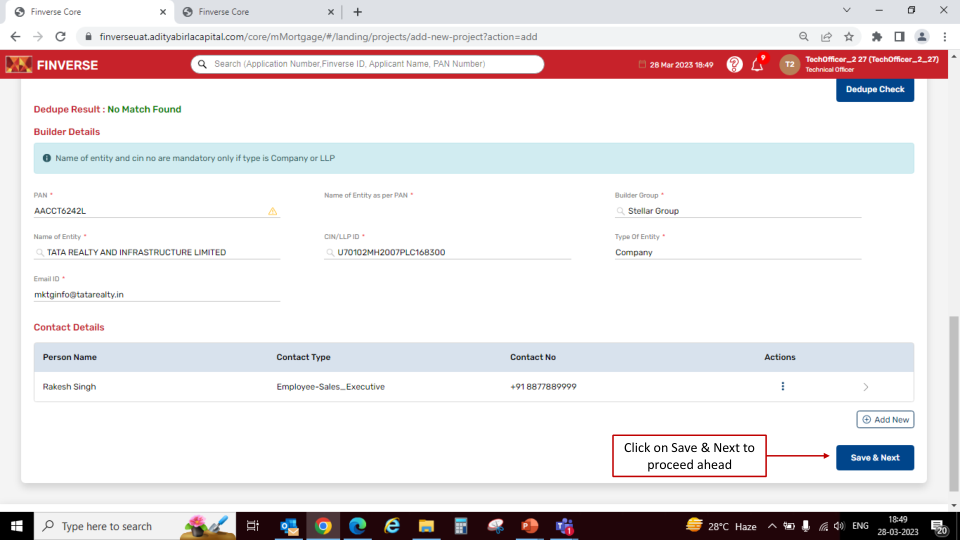 Finverse Core
Finverse Core
finverseuat.adityabirlacapital.com/core/mMortgage/#/landing/projects/add-new-project?action=add
FINVERSE
Search (Application Number,Finverse ID, Applicant Name, PAN Number)
28 Mar 2023 18:49
T2
TechOfficer_2 27 (TechOfficer_2_27)
Technical Officer
Dedupe Check
Dedupe Result : No Match Found
Builder Details
Name of entity and cin no are mandatory only if type is Company or LLP
PAN *
Name of Entity as per PAN *
Builder Group *
AACCT6242L
Stellar Group
Name of Entity *
CIN/LLP ID *
Type Of Entity *
TATA REALTY AND INFRASTRUCTURE LIMITED
U70102MH2007PLC168300
Company
Email ID *
mktginfo@tatarealty.in
Contact Details
Person Name Contact Type Contact No Actions
Rakesh Singh Employee-Sales_Executive +91 8877889999
Add New
Click on Save & Next to
proceed ahead
Save & Next
Type here to search
28°C Haze
ENG
18:49
28-03-2023
20